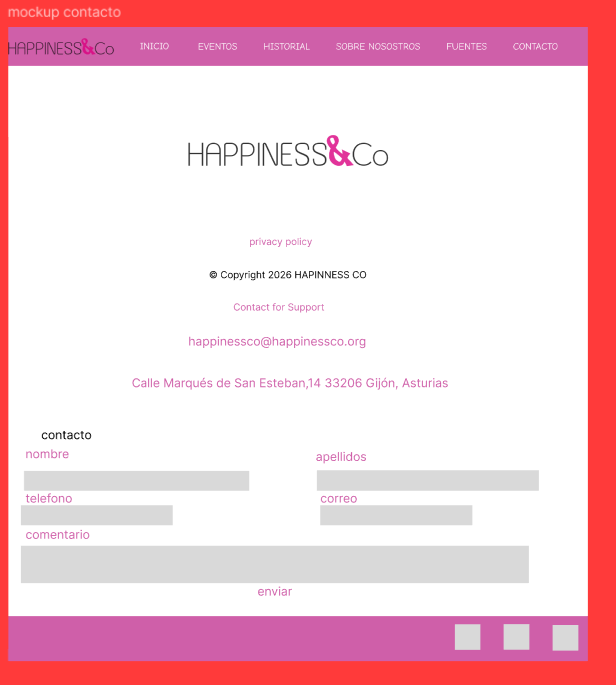 mockup contacto
HAPPINESS&Co INICIO EVENTOS HISTORIAL SOBRE NOSOSTROS FUENTES CONTACTO
HAPPINESS&Co
privacy policy
© Copyright 2026 HAPINNESS CO
Contact for Support
happinessco@happinessco.org
Calle Marqués de San Esteban,14 33206 Gijón, Asturias
contacto
nombre apellidos
telefono correo
comentario
enviar